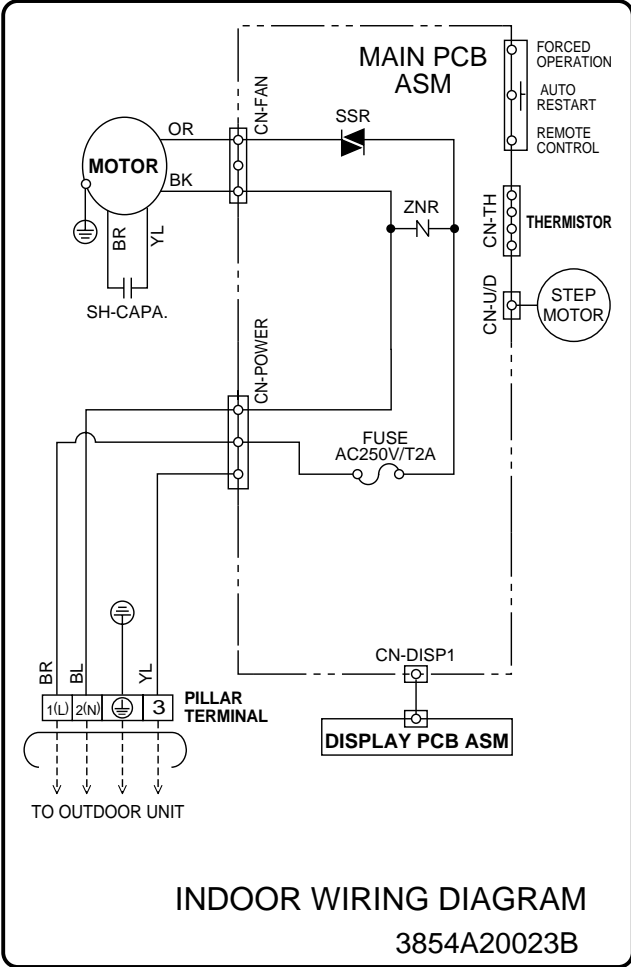 MAIN PCB
ASM
FORCED
OPERATION
AUTO
RESTART
REMOTE
CONTROL
CN-FAN
SSR
OR
MOTOR
BK
ZNR
CN-TH
THERMISTOR
BR
YL
SH-CAPA.
CN-U/D
STEP
MOTOR
CN-POWER
FUSE
AC250V/T2A
BR
BL
YL
CN-DISP1
1(L)
2(N)
3
PILLAR
TERMINAL
DISPLAY PCB ASM
TO OUTDOOR UNIT
INDOOR WIRING DIAGRAM
3854A20023B